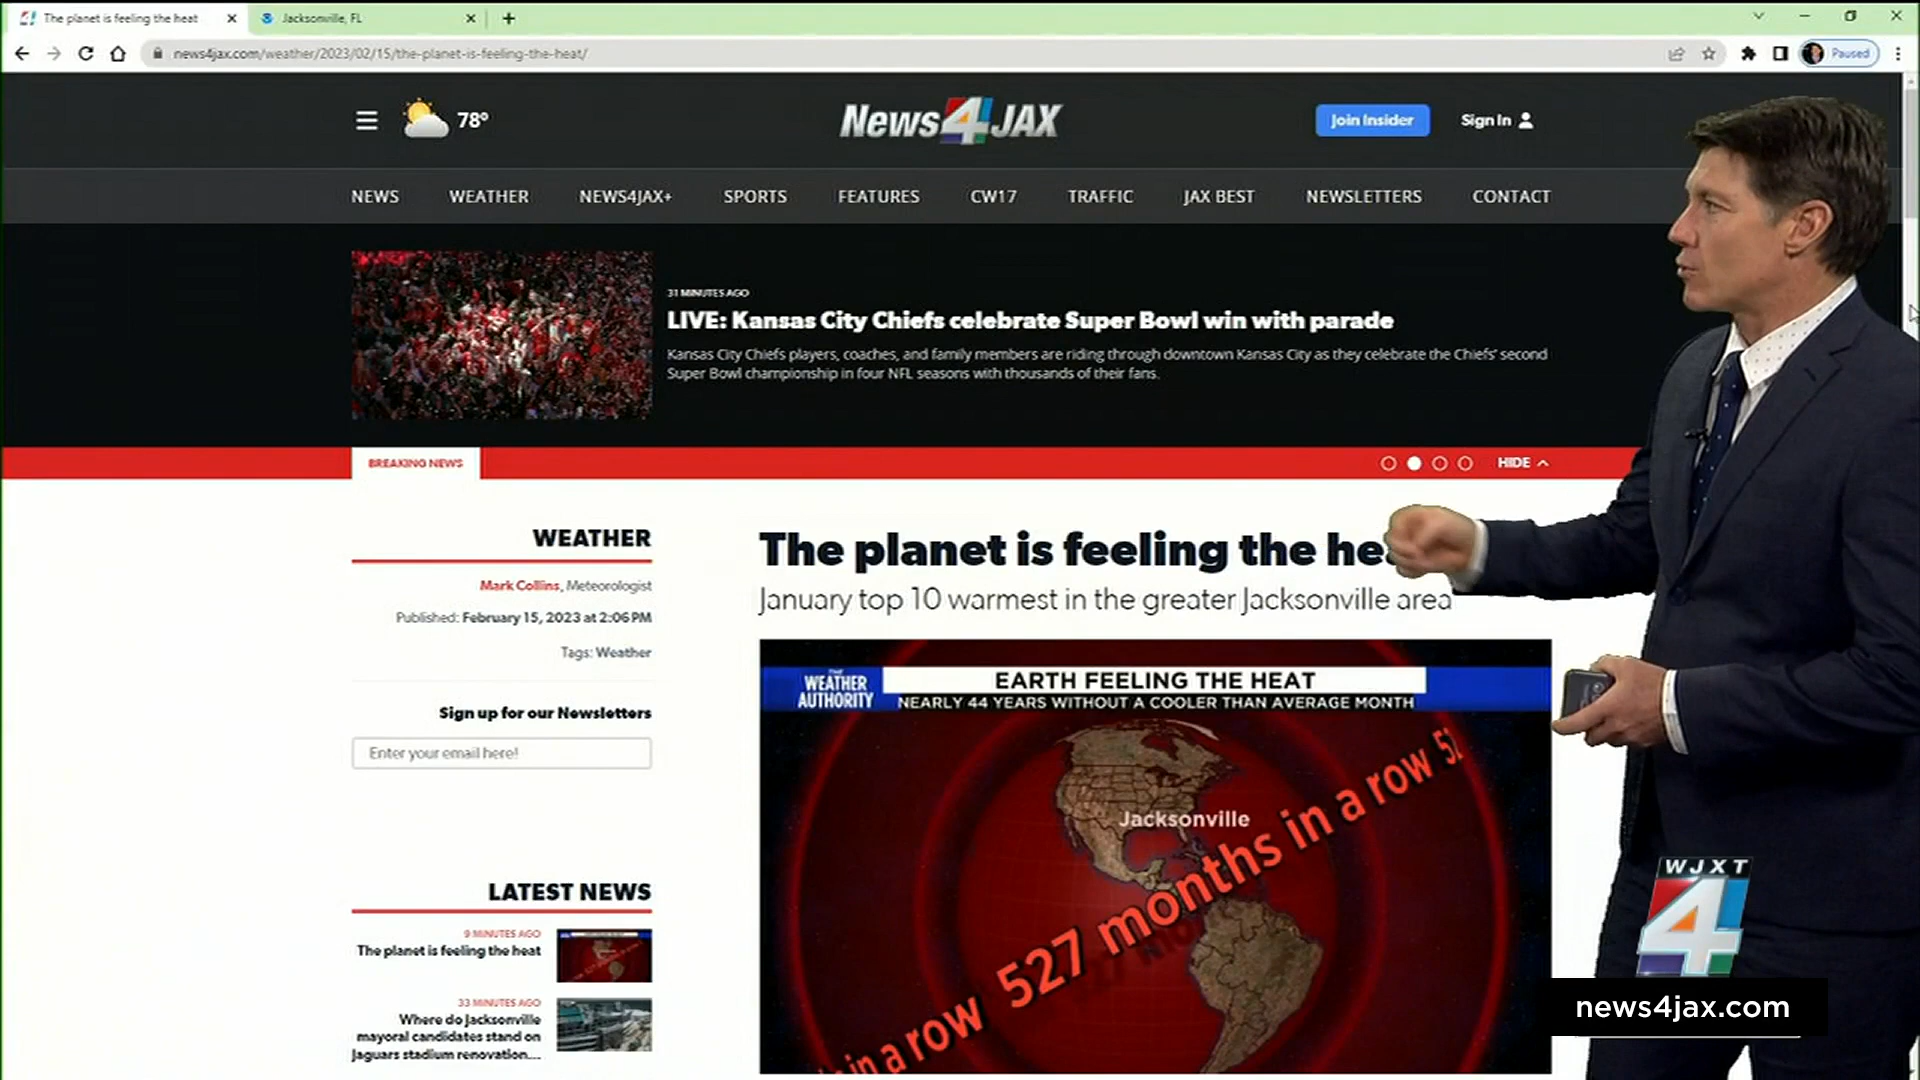 The planet is feeling the heat
Jacksonville, FL
news4jax.com/weather/2023/02/15/the-planet-is-feeling-the-heat/
Paused
78°
News4JAX
Join Insider
Sign In
NEWS
WEATHER
NEWS4JAX+
SPORTS
FEATURES
CW17
TRAFFIC
JAX BEST
NEWSLETTERS
CONTACT
31 MINUTES AGO
LIVE: Kansas City Chiefs celebrate Super Bowl win with parade
Kansas City Chiefs players, coaches, and family members are riding through downtown Kansas City as they celebrate the Chiefs' second
Super Bowl championship in four NFL seasons with thousands of their fans.
BREAKING NEWS
HIDE
WEATHER
Mark Collins, Meteorologist
Published: February 15, 2023 at 2:06 PM
Tags: Weather
Sign up for our Newsletters
Enter your email here!
LATEST NEWS
9 MINUTES AGO
The planet is feeling the heat
33 MINUTES AGO
Where do Jacksonville
mayoral candidates stand on
Jaguars stadium renovation....
The planet is feeling the he
January top 10 warmest in the greater Jacksonville area
THE
WEATHER
AUTHORITY
EARTH FEELING THE HEAT
NEARLY 44 YEARS WITHOUT A COOLER THAN AVERAGE MONTH
Jacksonville
in a row 527 months in a row 52
WJXT
4
news4jax.com